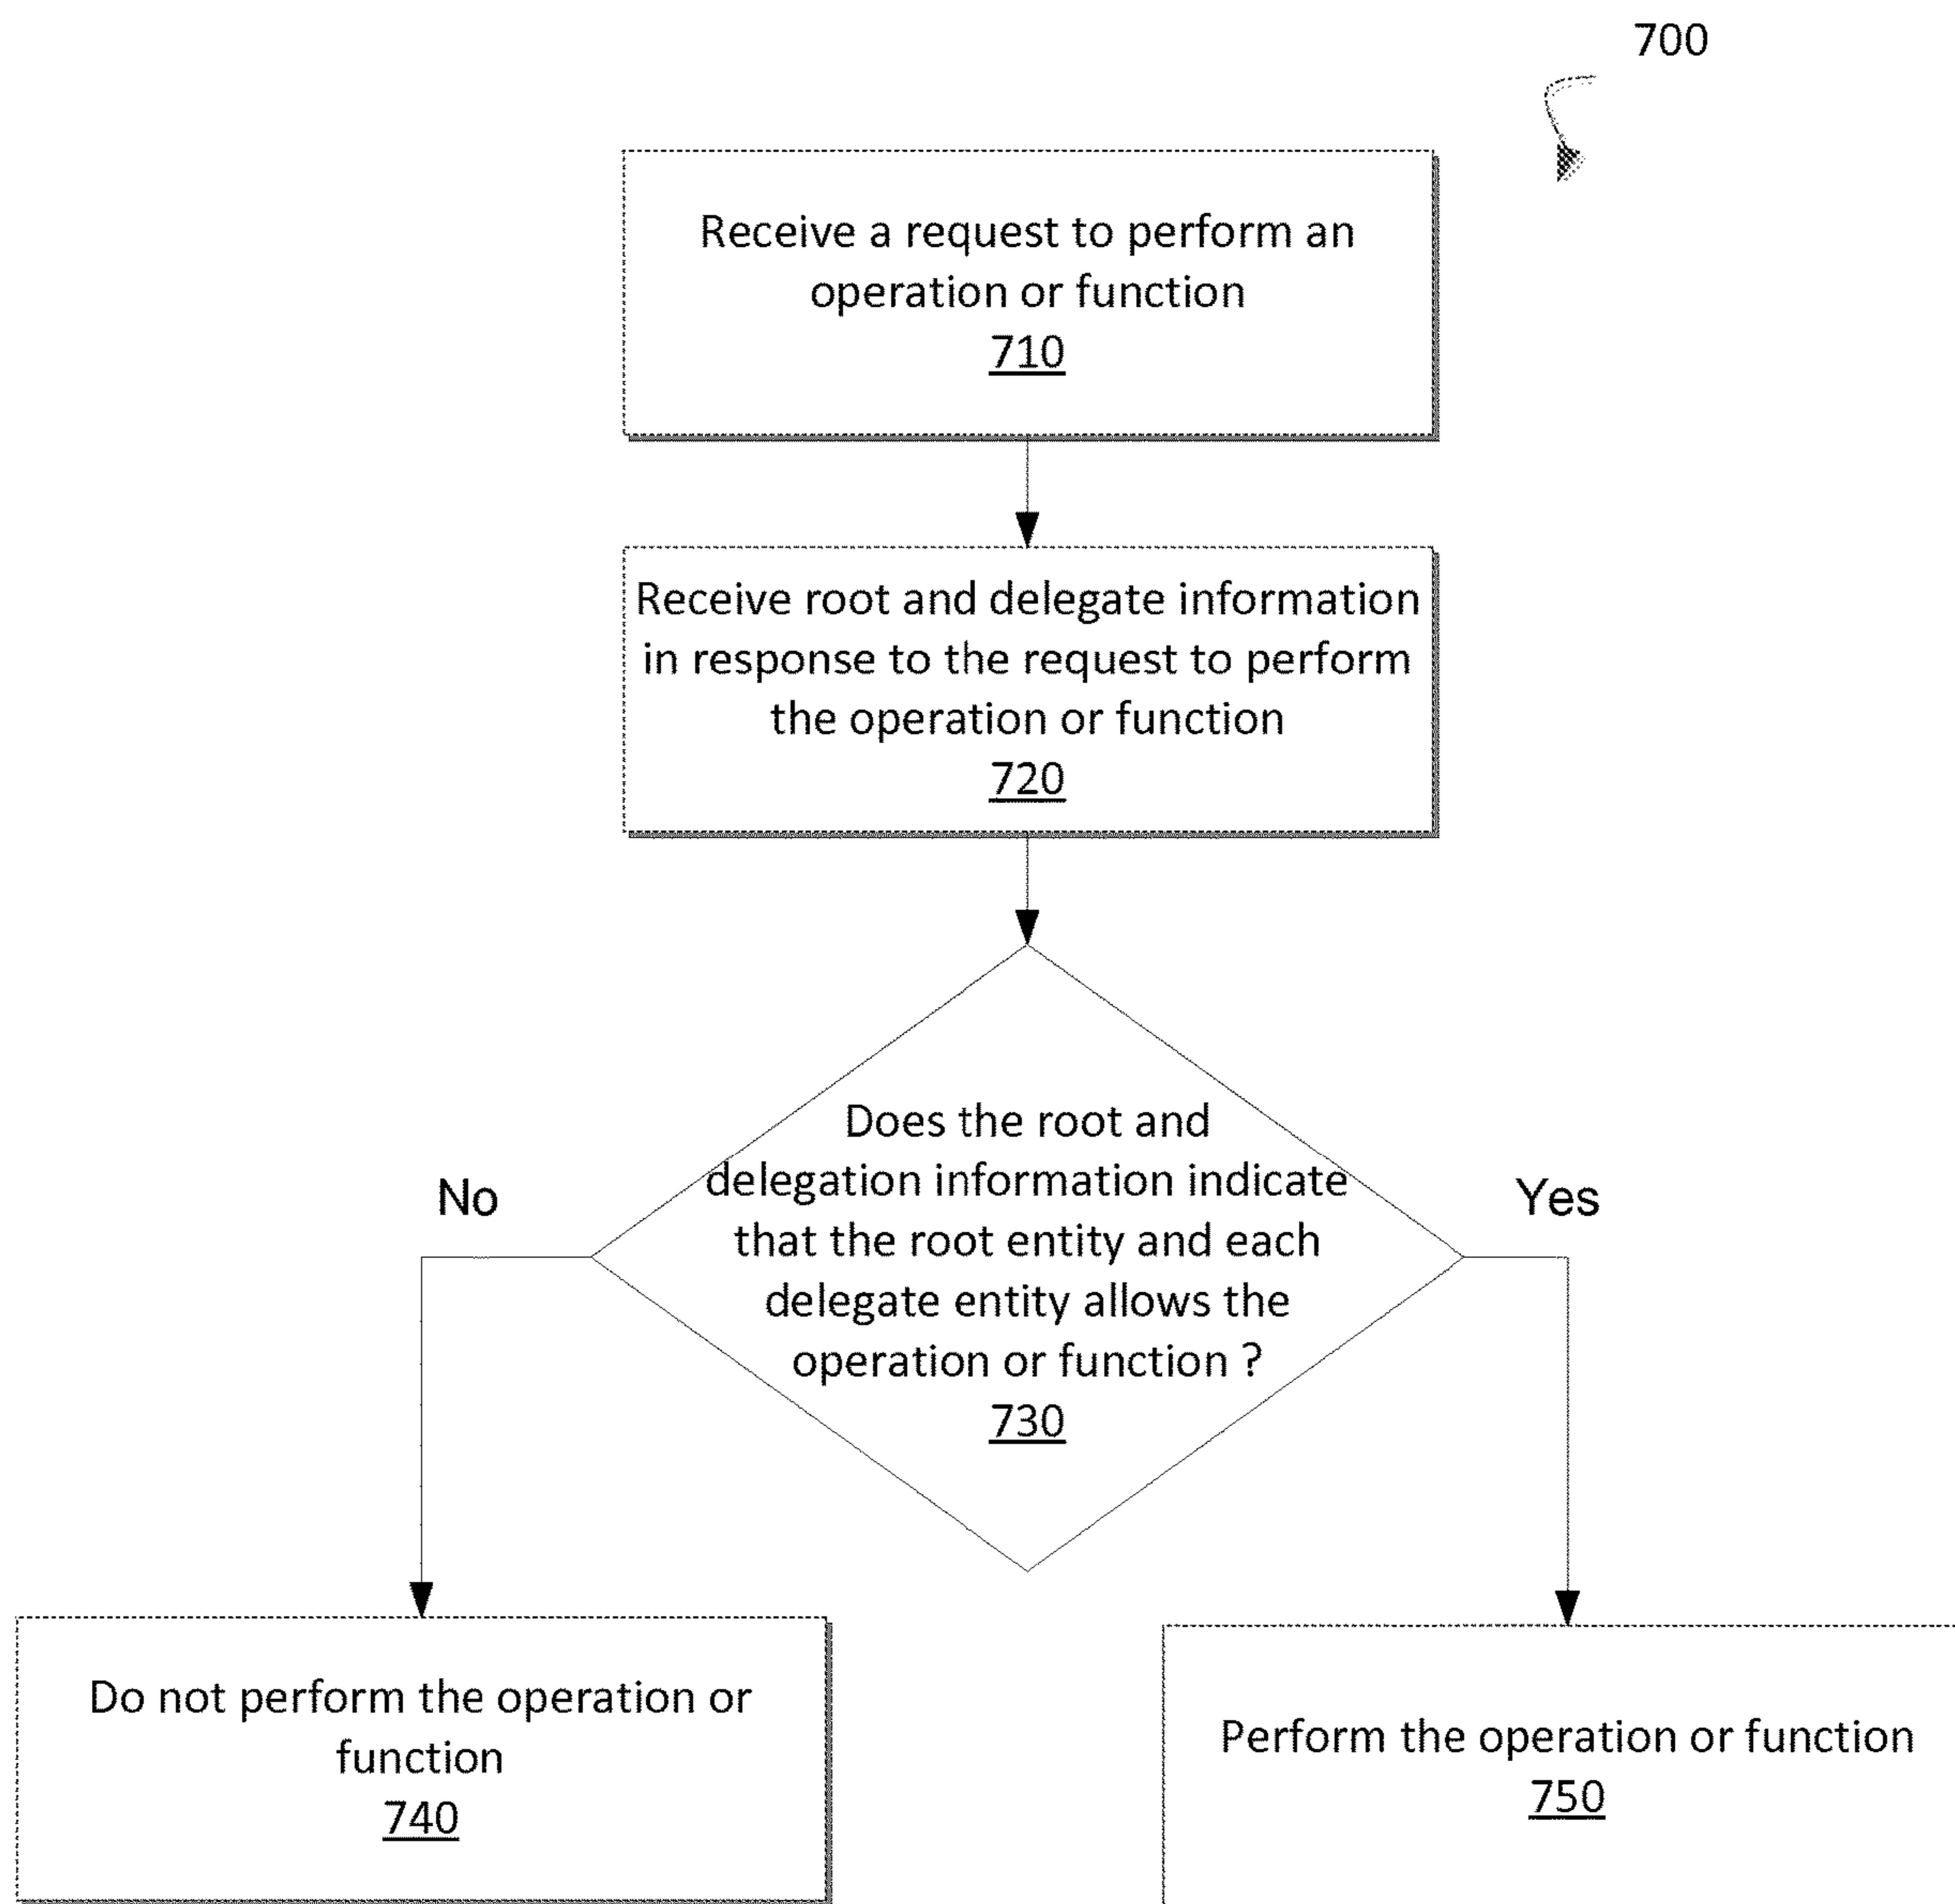 700
Receive a request to perform an
operation or function
710
Receive root and delegate information
in response to the request to perform
the operation or function
720
Does the root and
delegation information indicate
that the root entity and each
delegate entity allows the
operation or function ?
730
No
Yes
Do not perform the operation or
function
740
Perform the operation or function
750